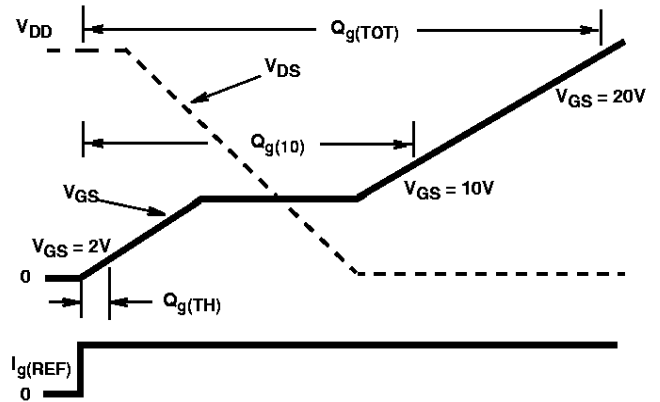 V_DD
Q_g(TOT)
V_DS
V_GS = 20V
Q_g(10)
V_GS
V_GS = 10V
V_GS = 2V
0
Q_g(TH)
I_g(REF)
0